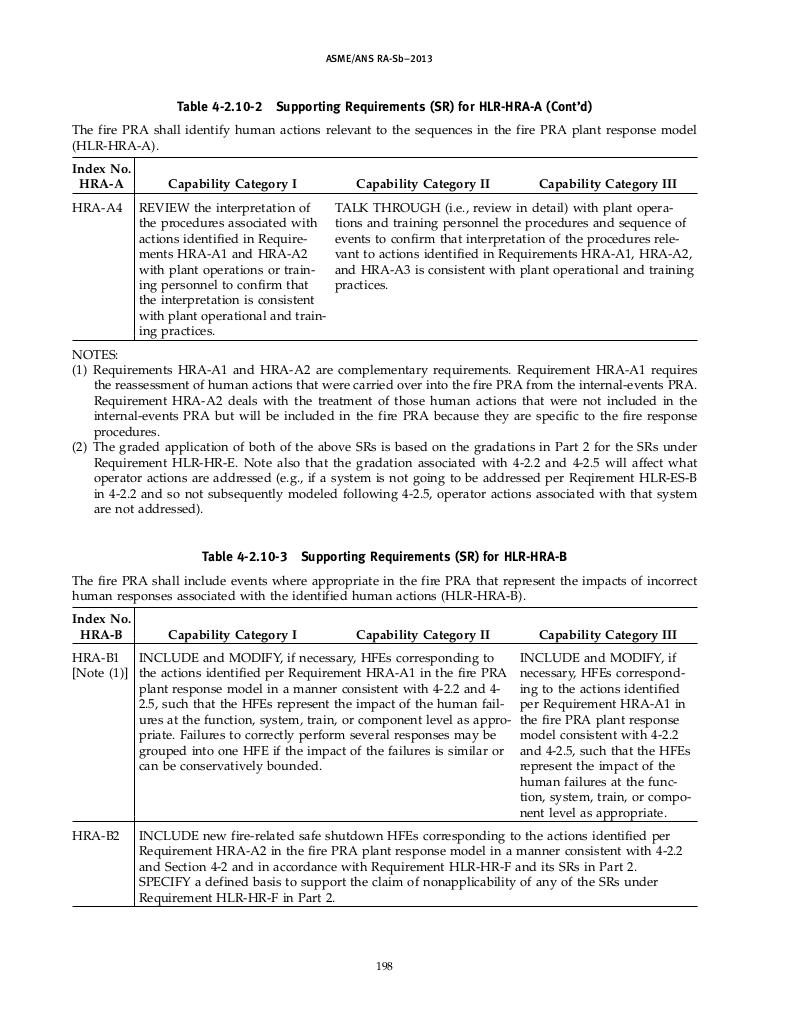 ASME/ANS RA-Sb–2013
Table 4-2.10-2 Supporting Requirements (SR) for HLR-HRA-A (Cont’d)
The fire PRA shall identify human actions relevant to the sequences in the fire PRA plant response model
(HLR-HRA-A).
Index No.
HRA-A Capability Category I Capability Category II Capability Category III
HRA-A4
REVIEW the interpretation of
the procedures associated with
actions identified in Require-
ments HRA-A1 and HRA-A2
with plant operations or train-
ing personnel to confirm that
the interpretation is consistent
with plant operational and train-
ing practices.
TALK THROUGH (i.e., review in detail) with plant opera-
tions and training personnel the procedures and sequence of
events to confirm that interpretation of the procedures rele-
vant to actions identified in Requirements HRA-A1, HRA-A2,
and HRA-A3 is consistent with plant operational and training
practices.
NOTES:
(1) Requirements HRA-A1 and HRA-A2 are complementary requirements. Requirement HRA-A1 requires
the reassessment of human actions that were carried over into the fire PRA from the internal-events PRA.
Requirement HRA-A2 deals with the treatment of those human actions that were not included in the
internal-events PRA but will be included in the fire PRA because they are specific to the fire response
procedures.
(2) The graded application of both of the above SRs is based on the gradations in Part 2 for the SRs under
Requirement HLR-HR-E. Note also that the gradation associated with 4-2.2 and 4-2.5 will affect what
operator actions are addressed (e.g., if a system is not going to be addressed per Reqirement HLR-ES-B
in 4-2.2 and so not subsequently modeled following 4-2.5, operator actions associated with that system
are not addressed).
Table 4-2.10-3 Supporting Requirements (SR) for HLR-HRA-B
The fire PRA shall include events where appropriate in the fire PRA that represent the impacts of incorrect
human responses associated with the identified human actions (HLR-HRA-B).
Index No.
HRA-B Capability Category I Capability Category II Capability Category III
HRA-B1
[Note (1)]
INCLUDE and MODIFY, if necessary, HFEs corresponding to
the actions identified per Requirement HRA-A1 in the fire PRA
plant response model in a manner consistent with 4-2.2 and 4-
2.5, such that the HFEs represent the impact of the human fail-
ures at the function, system, train, or component level as appro-
priate. Failures to correctly perform several responses may be
grouped into one HFE if the impact of the failures is similar or
can be conservatively bounded.
INCLUDE and MODIFY, if
necessary, HFEs correspond-
ing to the actions identified
per Requirement HRA-A1 in
the fire PRA plant response
model consistent with 4-2.2
and 4-2.5, such that the HFEs
represent the impact of the
human failures at the func-
tion, system, train, or compo-
nent level as appropriate.
HRA-B2
INCLUDE new fire-related safe shutdown HFEs corresponding to the actions identified per
Requirement HRA-A2 in the fire PRA plant response model in a manner consistent with 4-2.2
and Section 4-2 and in accordance with Requirement HLR-HR-F and its SRs in Part 2.
SPECIFY a defined basis to support the claim of nonapplicability of any of the SRs under
Requirement HLR-HR-F in Part 2.
198